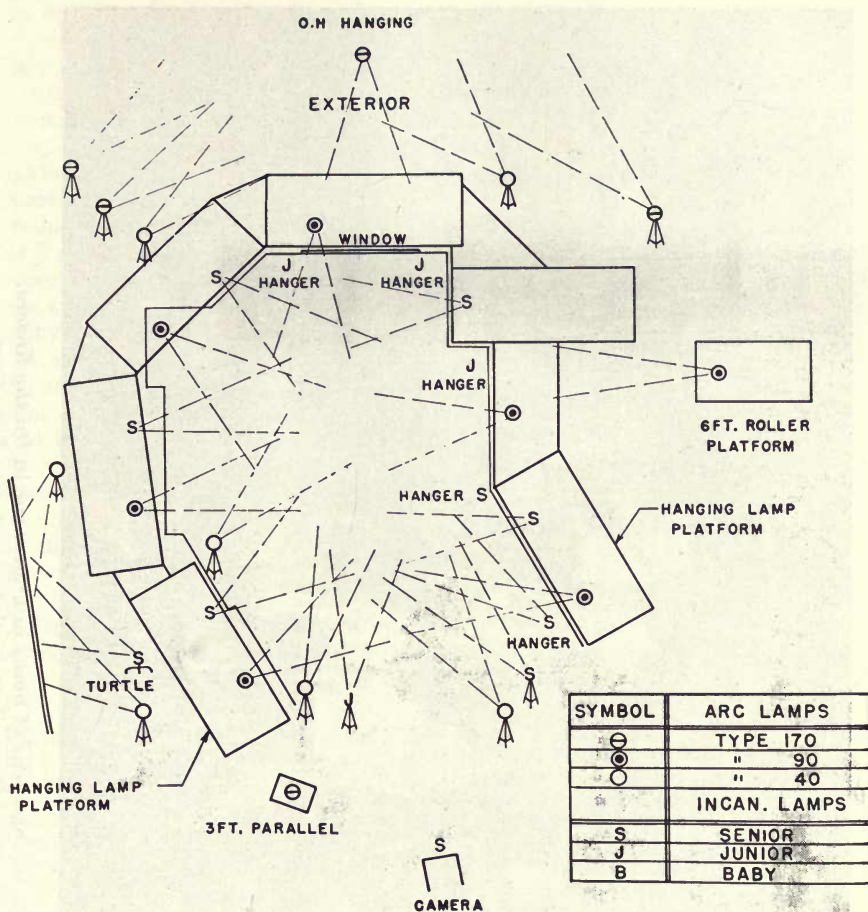 O.H HANGING
EXTERIOR
WINDOW
J
HANGER
J
HANGER
S
S
J
HANGER
6FT. ROLLER
PLATFORM
S
HANGER S
S
HANGING LAMP
PLATFORM
S
S
HANGER
S
TURTLE
S
J
HANGING LAMP
PLATFORM
3FT. PARALLEL
S
CAMERA
SYMBOL ARC LAMPS
TYPE 170
" 90
" 40
INCAN. LAMPS
S SENIOR
J JUNIOR
B BABY